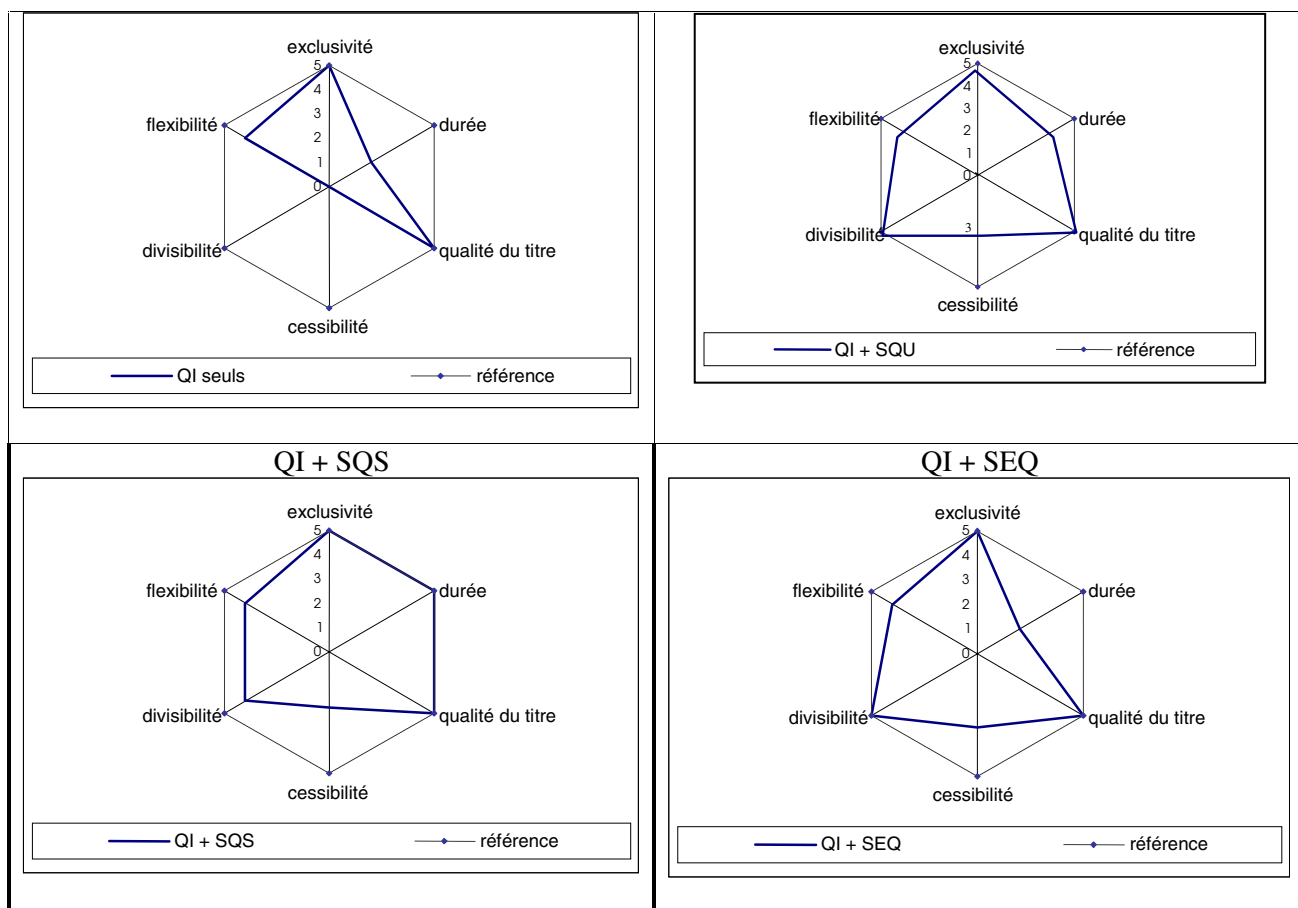 exclusivité
5
4
3
2
1
0
flexibilité
durée
divisibilité
qualité du titre
cessibilité
QI seuls
référence
exclusivité
5
4
3
2
1
0
3
flexibilité
durée
divisibilité
qualité du titre
cessibilité
QI + SQU
référence
QI + SQS
exclusivité
5
4
3
2
1
0
flexibilité
durée
divisibilité
qualité du titre
cessibilité
QI + SQS
référence
QI + SEQ
exclusivité
5
4
3
2
1
0
flexibilité
durée
divisibilité
qualité du titre
cessibilité
QI + SEQ
référence